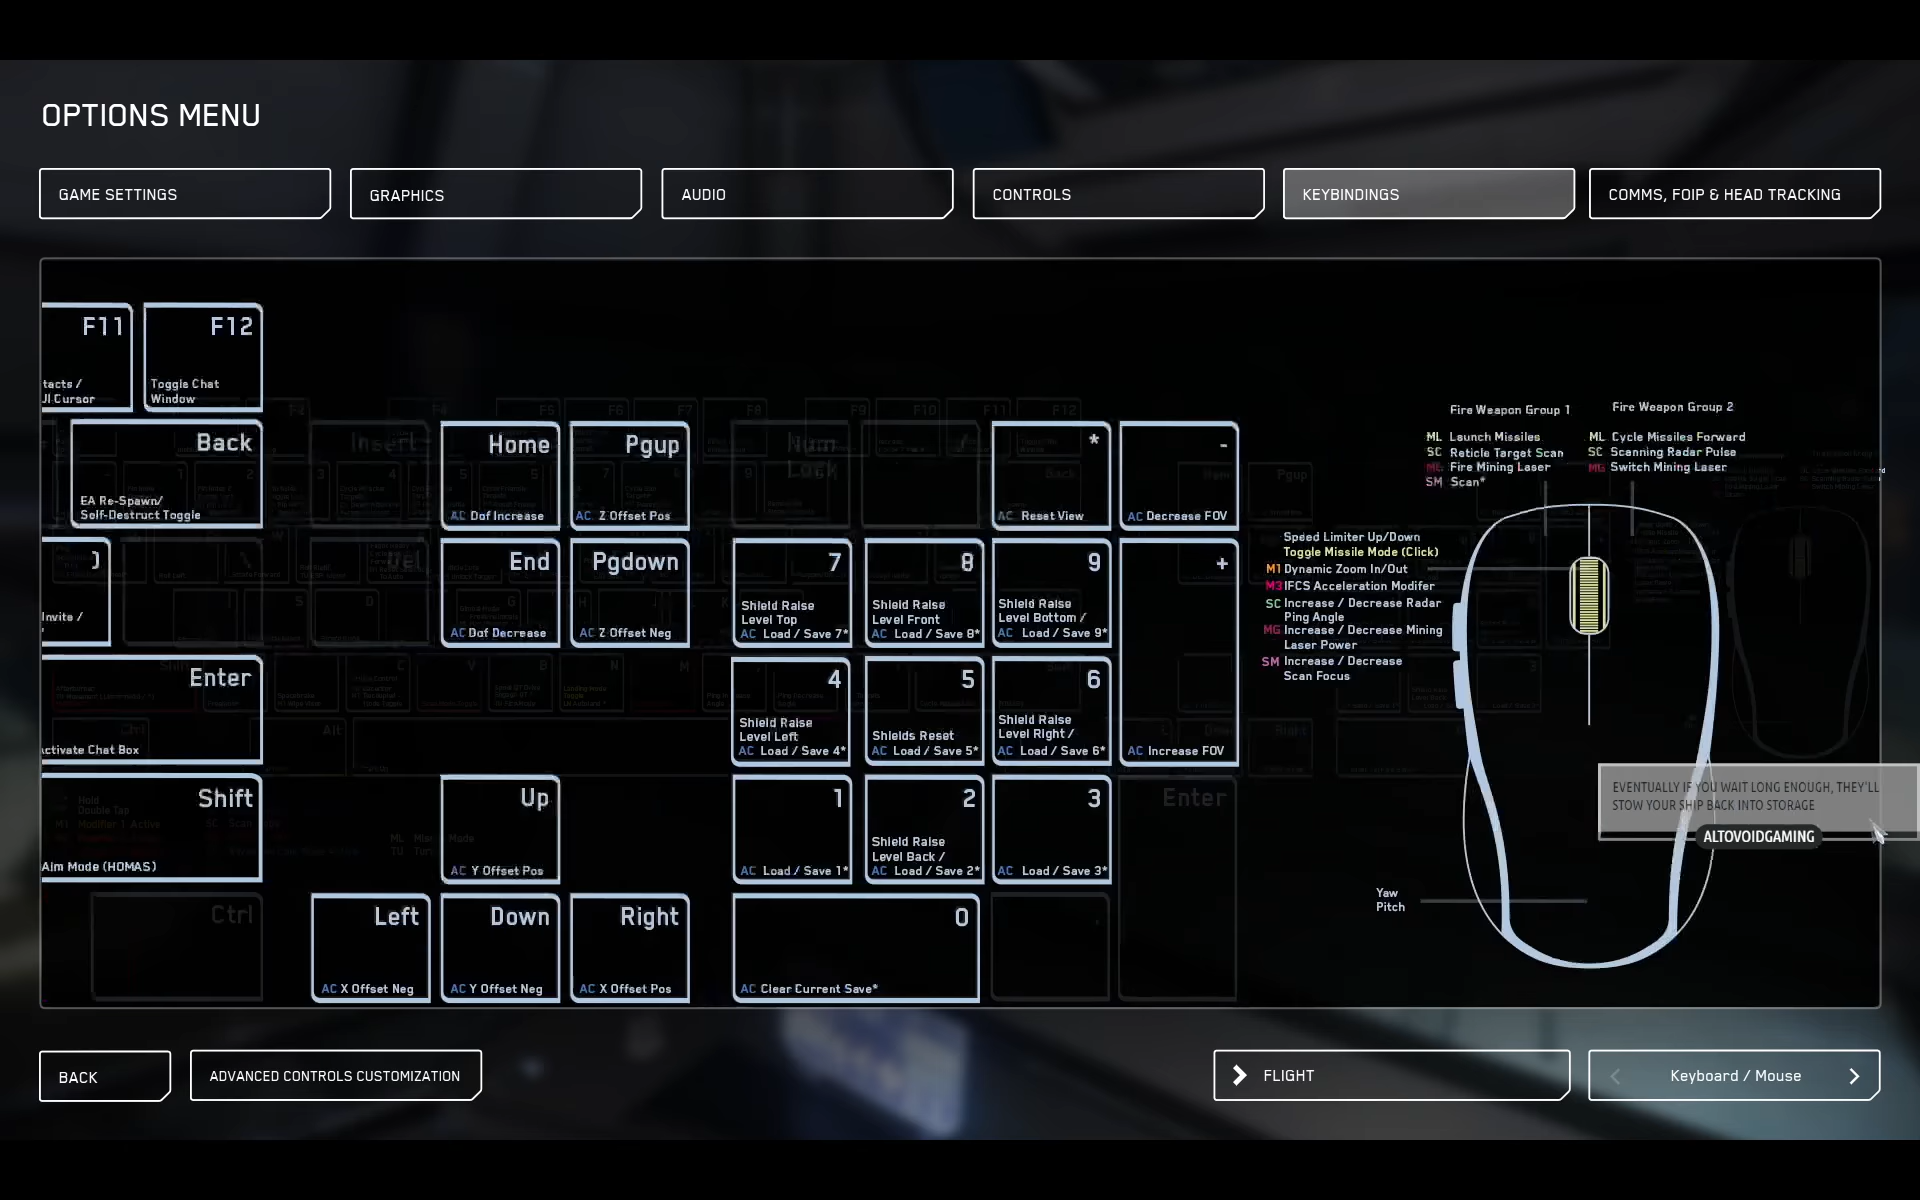 OPTIONS MENU
GAME SETTINGS
GRAPHICS
AUDIO
CONTROLS
KEYBINDINGS
COMMS, FOIP & HEAD TRACKING
F11
tacts /
UI Cursor
F12
Toggle Chat
Window
Back
EA Re-Spawn/
Self-Destruct Toggle
Insert
Home
AC Dof Increase
Pgup
AC Z Offset Pos
Num
Lock
*
AC Reset View
-
AC Decrease FOV
Invite /
End
AC Dof Decrease
Pgdown
AC Z Offset Neg
7
Shield Raise
Level Top
AC Load / Save 7*
8
Shield Raise
Level Front
AC Load / Save 8*
9
Shield Raise
Level Bottom /
AC Load / Save 9*
+
AC Increase FOV
Enter
Activate Chat Box
4
Shield Raise
Level Left
AC Load / Save 4*
5
Shields Reset
AC Load / Save 5*
6
Shield Raise
Level Right /
AC Load / Save 6*
Shift
Aim Mode (HOMAS)
Up
AC Y Offset Pos
1
AC Load / Save 1*
2
Shield Raise
Level Back /
AC Load / Save 2*
3
AC Load / Save 3*
Enter
Ctrl
Left
AC X Offset Neg
Down
AC Y Offset Neg
Right
AC X Offset Pos
0
AC Clear Current Save*
Fire Weapon Group 1
ML Launch Missiles
SC Reticle Target Scan
Fire Mining Laser
SM Scan*
Fire Weapon Group 2
ML Cycle Missiles Forward
SC Scanning Radar Pulse
MG Switch Mining Laser
Speed Limiter Up/Down
Toggle Missile Mode (Click)
M1 Dynamic Zoom In/Out
M3 IFCS Acceleration Modifer
SC Increase / Decrease Radar
Ping Angle
MG Increase / Decrease Mining
Laser Power
SM Increase / Decrease
Scan Focus
Yaw
Pitch
EVENTUALLY IF YOU WAIT LONG ENOUGH, THEY'LL
STOW YOUR SHIP BACK INTO STORAGE
ALTOVOIDGAMING
BACK
ADVANCED CONTROLS CUSTOMIZATION
FLIGHT
Keyboard / Mouse